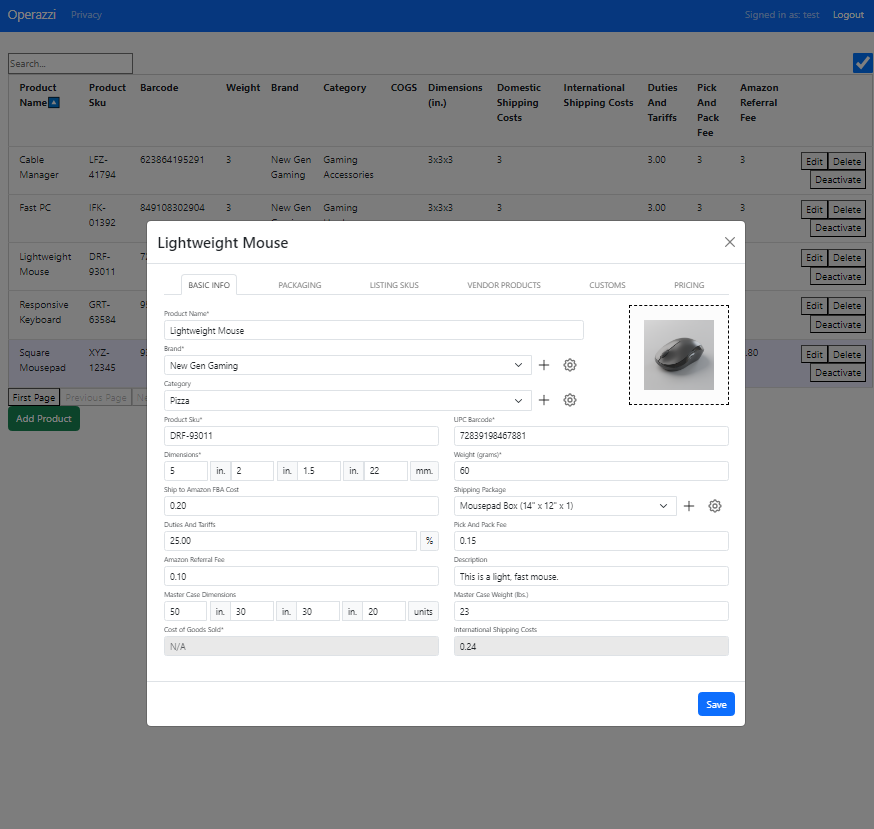 Operazzi Privacy Signed in as: test Logout
Search...
Product Name Product Sku Barcode Weight Brand Category COGS Dimensions (in.) Domestic Shipping Costs International Shipping Costs Duties And Tariffs Pick And Pack Fee Amazon Referral Fee
Cable Manager LFZ-41794 623864195291 3 New Gen Gaming Gaming Accessories 3x3x3 3 3.00 3 3 Edit Delete
Deactivate
Fast PC IFK-01392 849108302904 3 New Gen Gaming 3x3x3 3 3.00 3 3 Edit Delete
Deactivate
Lightweight Mouse DRF-93011 Edit Delete
Deactivate
Responsive Keyboard GRT-63584 Edit Delete
Deactivate
Square Mousepad XYZ-12345 .80 Edit Delete
Deactivate
First Page Previous Page
Add Product
Lightweight Mouse
BASIC INFO PACKAGING LISTING SKUS VENDOR PRODUCTS CUSTOMS PRICING
Product Name*
Lightweight Mouse
Brand*
New Gen Gaming
Category
Pizza
Product Sku* UPC Barcode*
DRF-93011 72839198467881
Dimensions* Weight (grams)*
5 in. 2 in. 1.5 in. 22 mm. 60
Ship to Amazon FBA Cost Shipping Package
0.20 Mousepad Box (14" x 12" x 1)
Duties And Tariffs Pick And Pack Fee
25.00 % 0.15
Amazon Referral Fee Description
0.10 This is a light, fast mouse.
Master Case Dimensions Master Case Weight (lbs.)
50 in. 30 in. 30 in. 20 units 23
Cost of Goods Sold* International Shipping Costs
N/A 0.24
Save